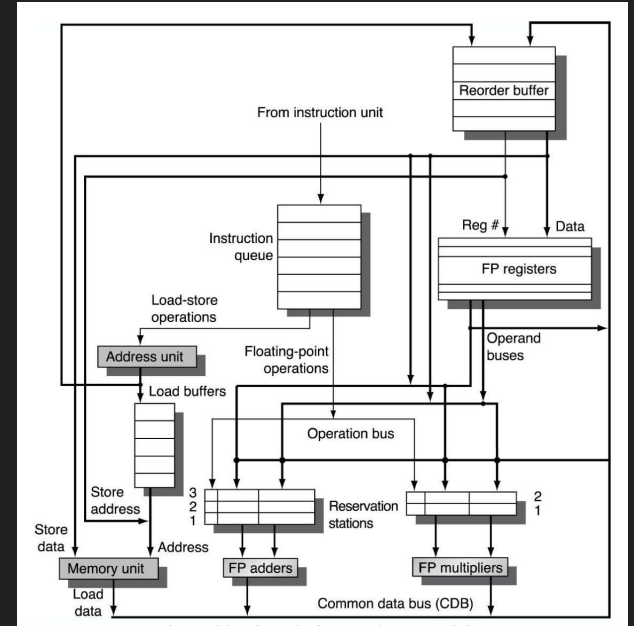 Reorder buffer
From instruction unit
Reg #
Data
Instruction
queue
FP registers
Load-store
operations
Operand
buses
Address unit
Floating-point
operations
Load buffers
Operation bus
Store
address
3
2
1
Reservation
stations
2
1
Store
data
Address
Memory unit
FP adders
FP multipliers
Load
data
Common data bus (CDB)